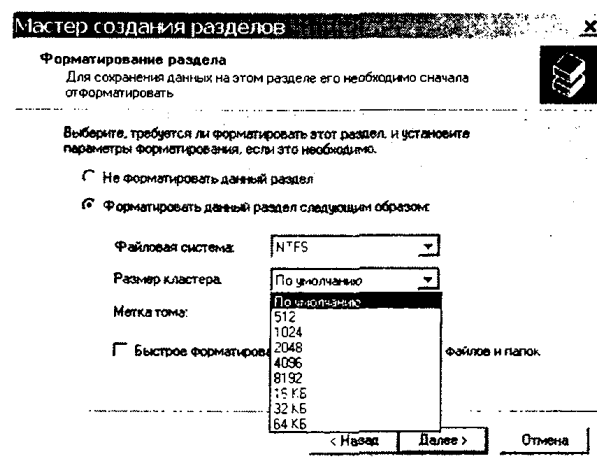 Мастер создания разделов
Форматирование раздела
Для сохранения данных на этом разделе его необходимо сначала
отформатировать
Выберите, требуется ли форматировать этот раздел, и установите
параметры форматирования, если это необходимо.
Не форматировать данный раздел
Форматировать данный раздел следующим образом:
Файловая система: NTFS
Размер кластера: По умолчанию
По умолчанию
Метка тома:
512
1024
2048
Быстрое форматирова файлов и папок
4096
8192
16 КБ
32 КБ
64 КБ
< Назад Далее > Отмена